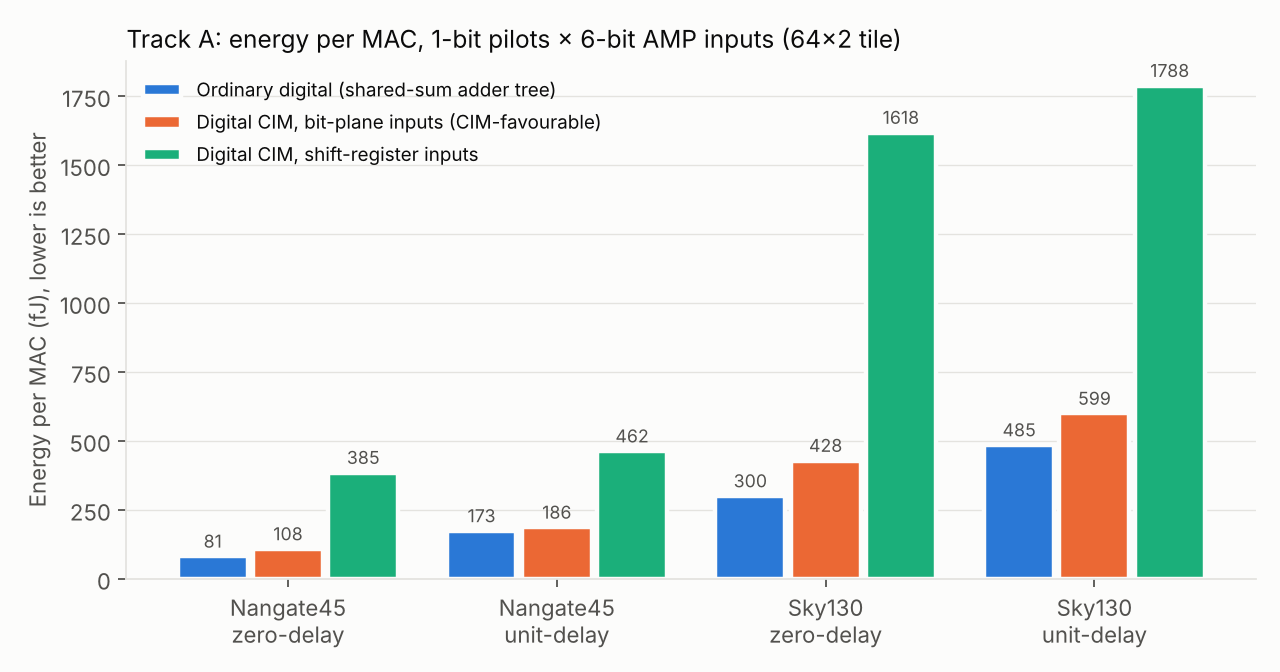 Track A: energy per MAC, 1-bit pilots × 6-bit AMP inputs (64×2 tile)
Ordinary digital (shared-sum adder tree)
Digital CIM, bit-plane inputs (CIM-favourable)
Digital CIM, shift-register inputs
Energy per MAC (fJ), lower is better
1750
1500
1250
1000
750
500
250
0
81
108
385
173
186
462
300
428
1618
485
599
1788
Nangate45
zero-delay
Nangate45
unit-delay
Sky130
zero-delay
Sky130
unit-delay